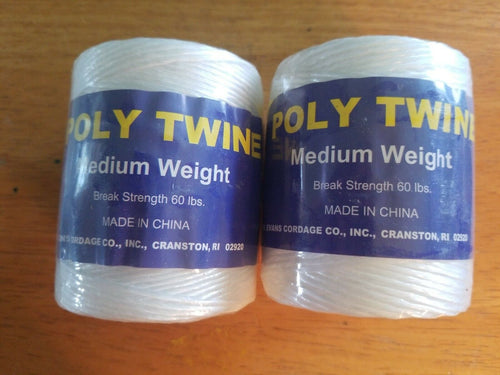 POLY TWINE
Medium Weight
Break Strength 60 lbs.
MADE IN CHINA
CORDAGE CO., INC., CRANSTON, RI 02920
POLY TWINE
Medium Weight
Break Strength 60 lbs.
MADE IN CHINA
EVANS CORDAGE CO., INC., CRANSTON, RI 02920